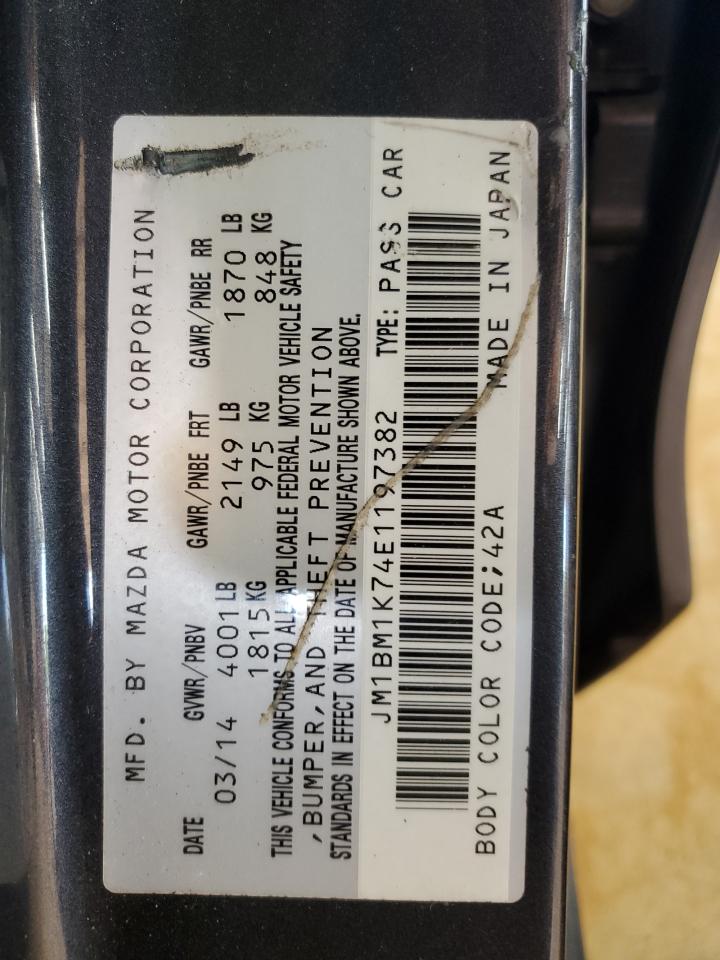 MFD. BY MAZDA MOTOR CORPORATION
DATE GVWR/PNBV GAWR/PNBE FRT GAWR/PNBE RR
03/14 4001LB 2149 LB 1870 LB
1815KG 975 KG 848 KG
THIS VEHICLE CONFORMS TO ALL APPLICABLE FEDERAL MOTOR VEHICLE SAFETY
,BUMPER,AND THEFT PREVENTION
STANDARDS IN EFFECT ON THE DATE OF MANUFACTURE SHOWN ABOVE.
JM1BM1K74E1197382 TYPE: PASS CAR
BODY COLOR CODE;42A MADE IN JAPAN